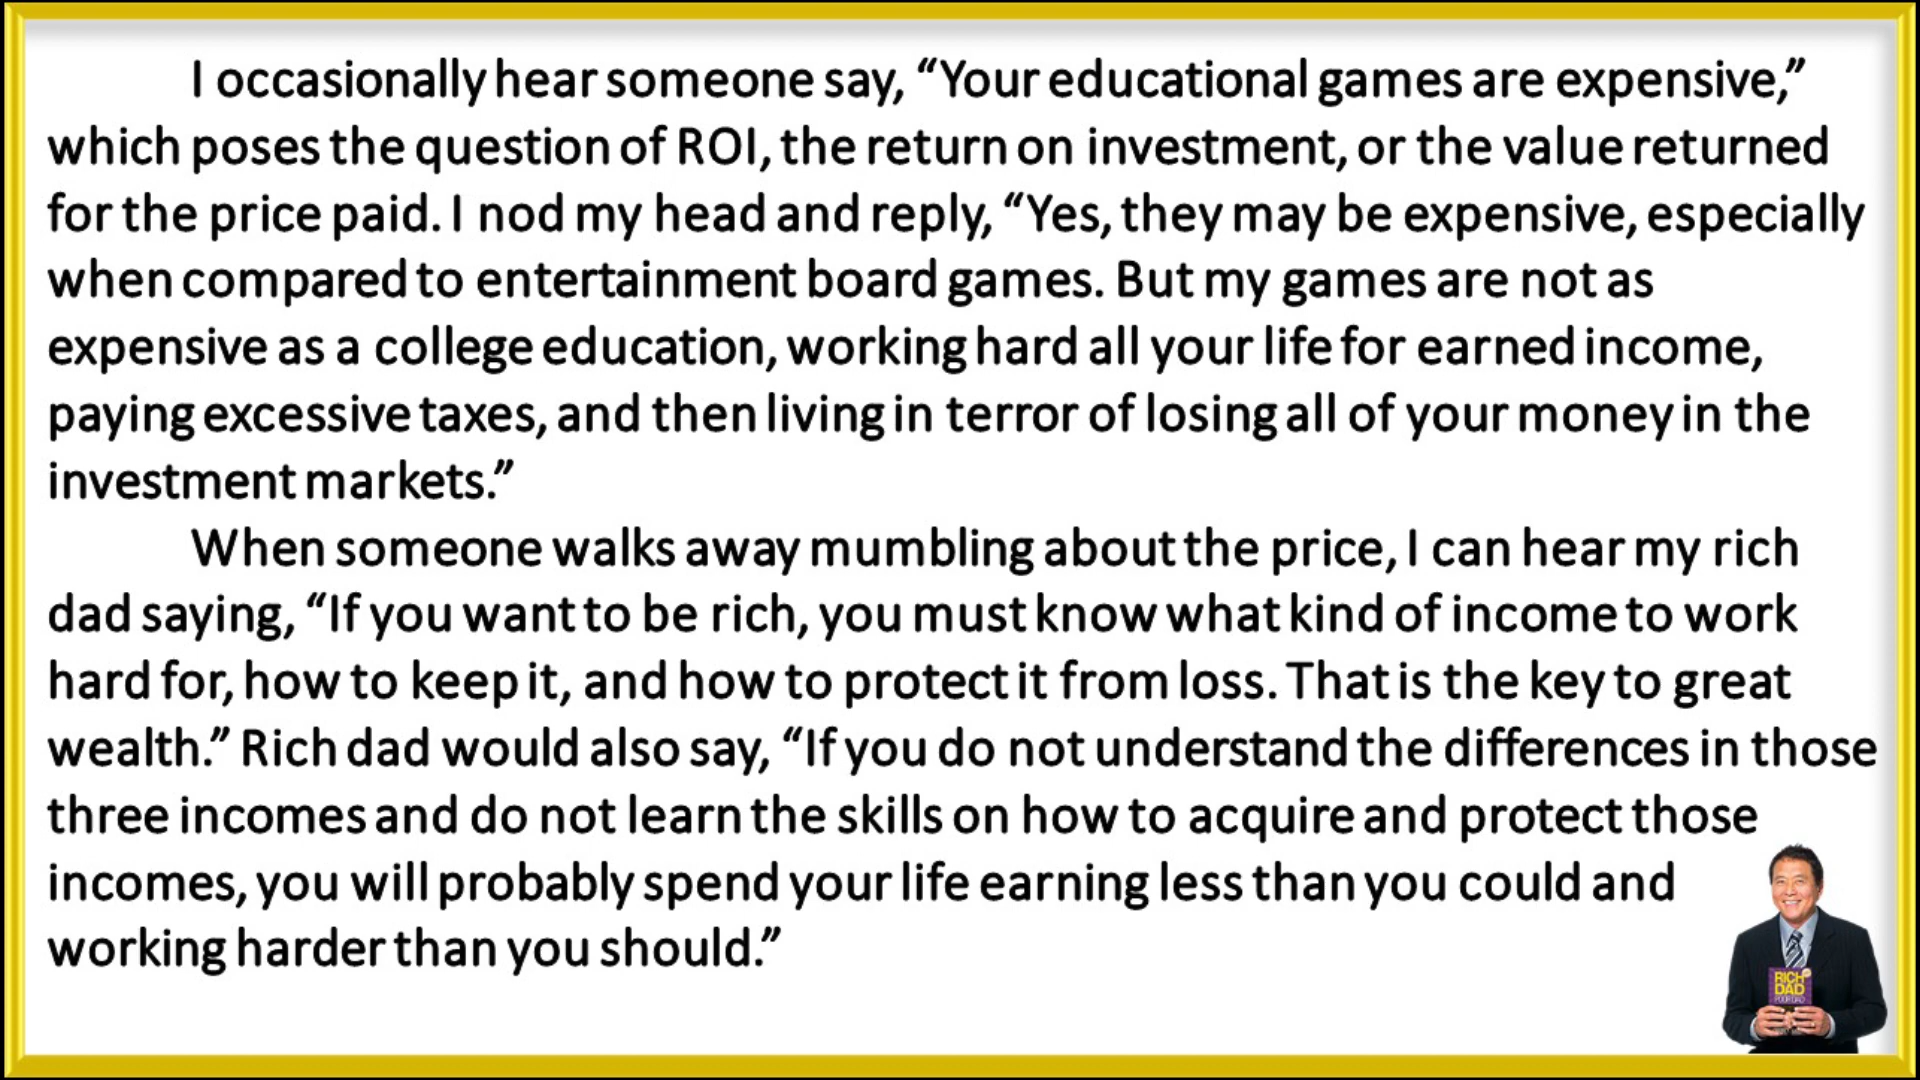 I occasionally hear someone say, “Your educational games are expensive,”
which poses the question of ROI, the return on investment, or the value returned
for the price paid. I nod my head and reply, “Yes, they may be expensive, especially
when compared to entertainment board games. But my games are not as
expensive as a college education, working hard all your life for earned income,
paying excessive taxes, and then living in terror of losing all of your money in the
investment markets.”
When someone walks away mumbling about the price, I can hear my rich
dad saying, “If you want to be rich, you must know what kind of income to work
hard for, how to keep it, and how to protect it from loss. That is the key to great
wealth.” Rich dad would also say, “If you do not understand the differences in those
three incomes and do not learn the skills on how to acquire and protect those
incomes, you will probably spend your life earning less than you could and
working harder than you should.”
RICH
DAD
POOR DAD